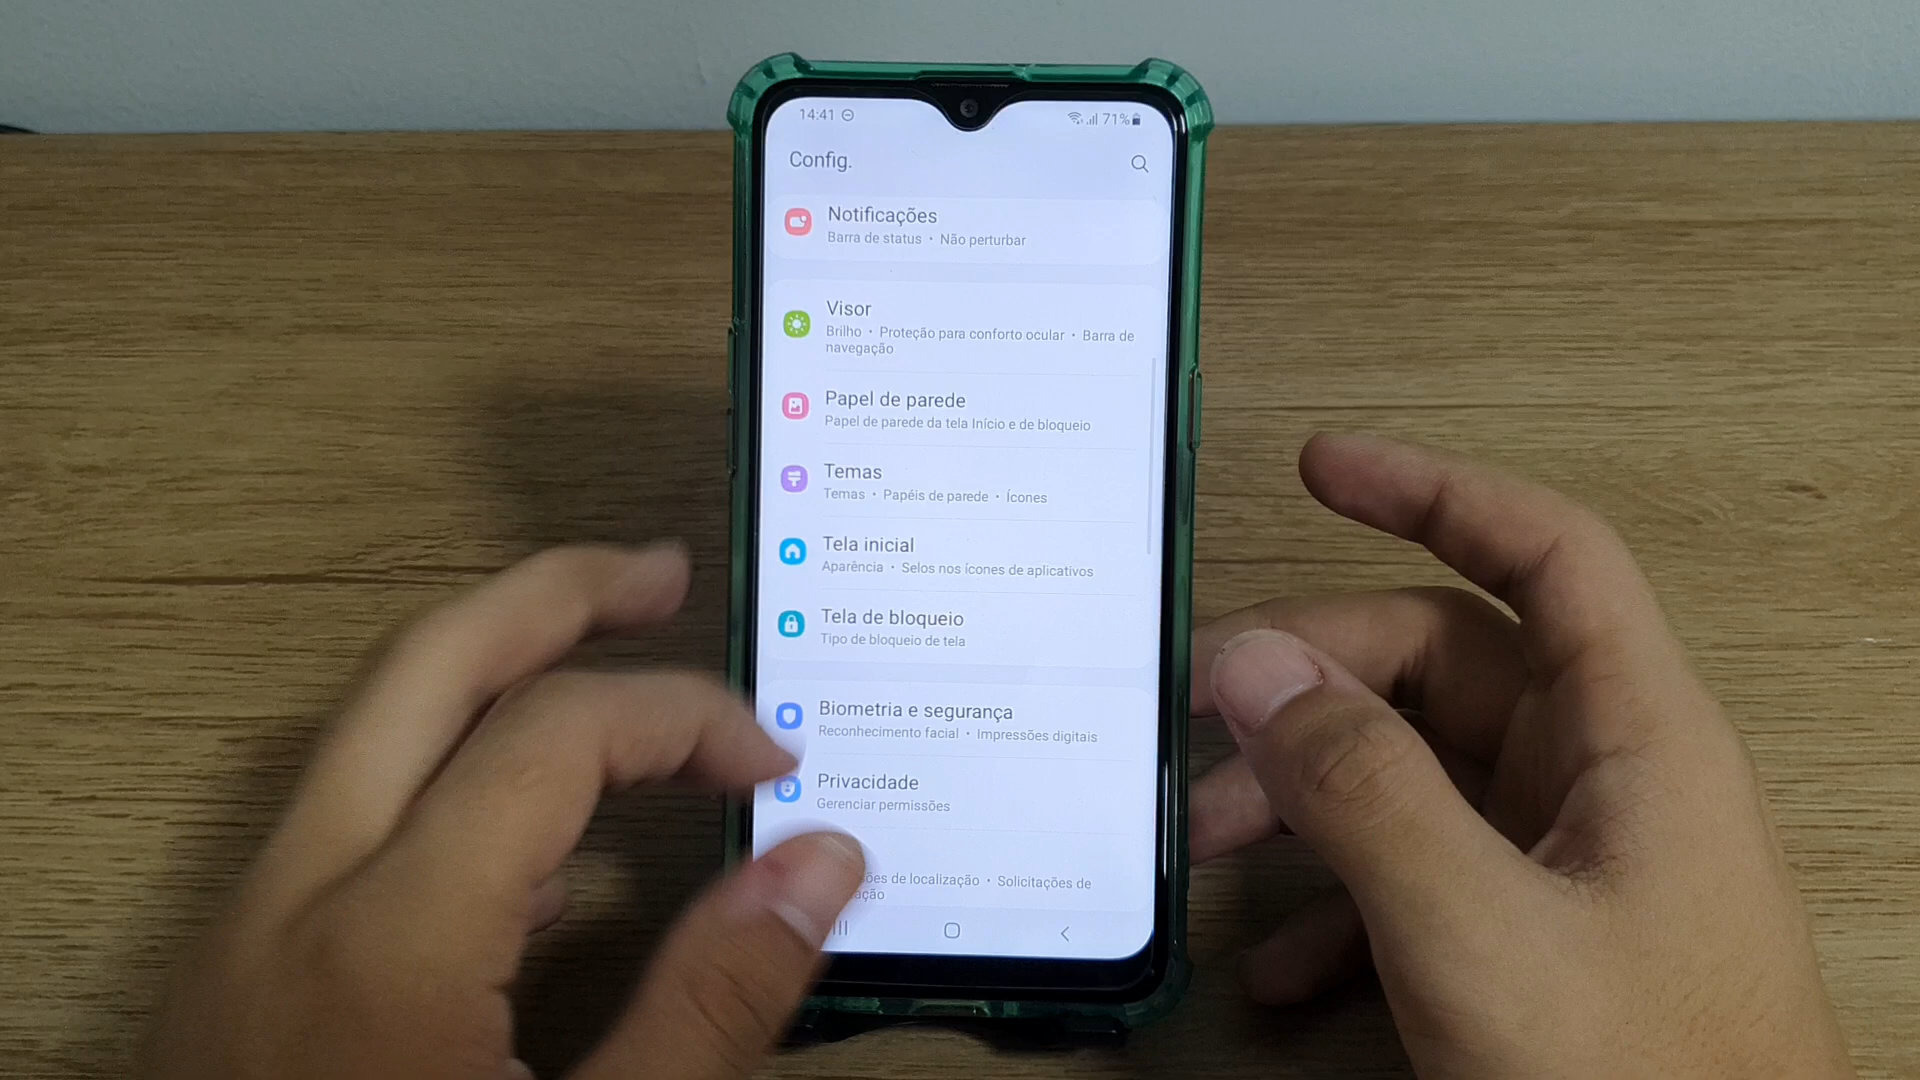 14:41
71%
Config.
Notificações
Barra de status • Não perturbar
Visor
Brilho • Proteção para conforto ocular • Barra de
navegação
Papel de parede
Papel de parede da tela Início e de bloqueio
Temas
Temas • Papéis de parede • Ícones
Tela inicial
Aparência • Selos nos ícones de aplicativos
Tela de bloqueio
Tipo de bloqueio de tela
Biometria e segurança
Reconhecimento facial • Impressões digitais
Privacidade
Gerenciar permissões
de localização • Solicitações de